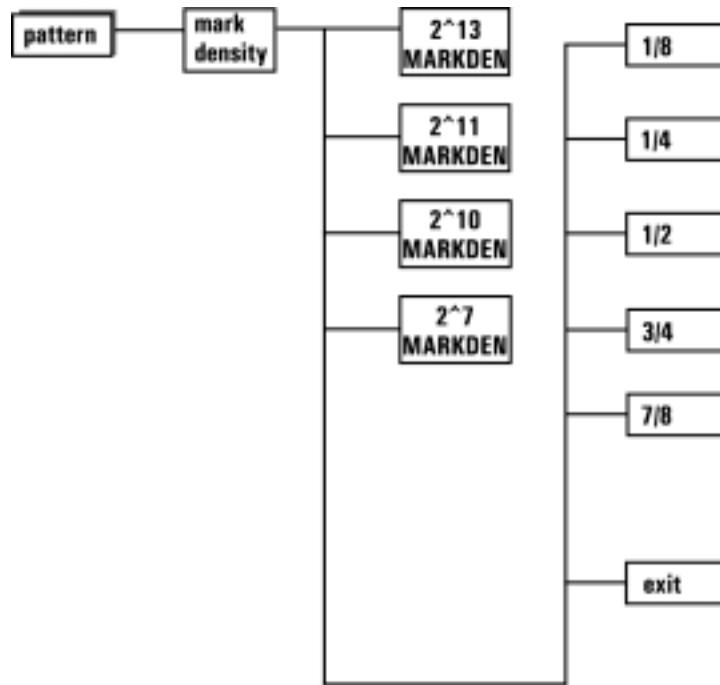 pattern
mark
density
2^13
MARKDEN
2^11
MARKDEN
2^10
MARKDEN
2^7
MARKDEN
1/8
1/4
1/2
3/4
7/8
exit